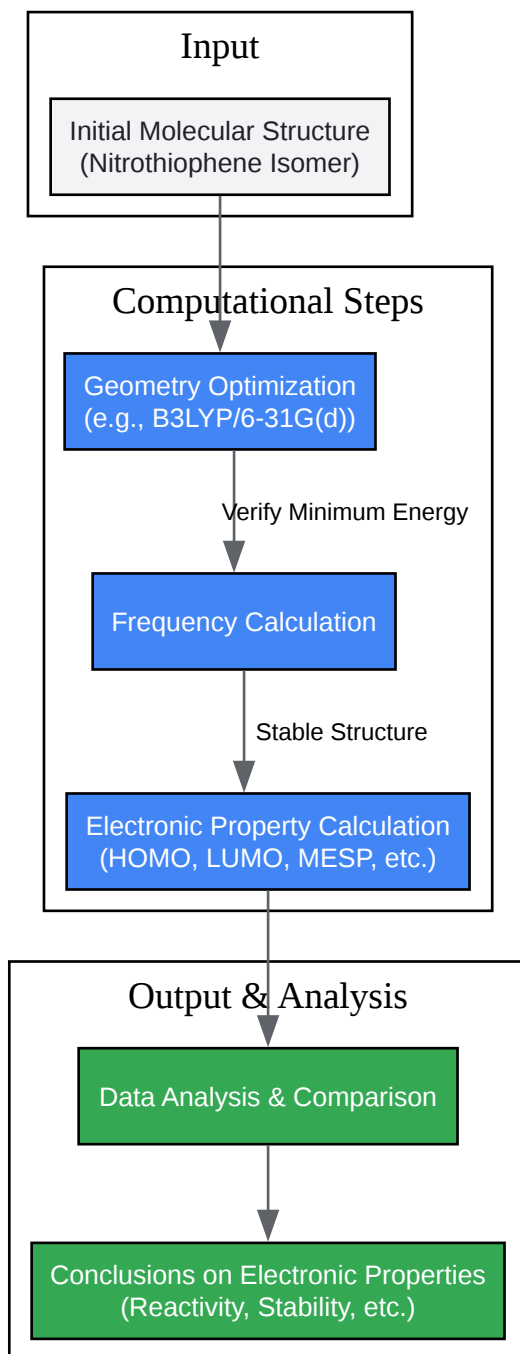 Input
Initial Molecular Structure
(Nitrothiophene Isomer)
Computational Steps
Geometry Optimization
(e.g., B3LYP/6-31G(d))
Verify Minimum Energy
Frequency Calculation
Stable Structure
Electronic Property Calculation
(HOMO, LUMO, MESP, etc.)
Output & Analysis
Data Analysis & Comparison
Conclusions on Electronic Properties
(Reactivity, Stability, etc.)